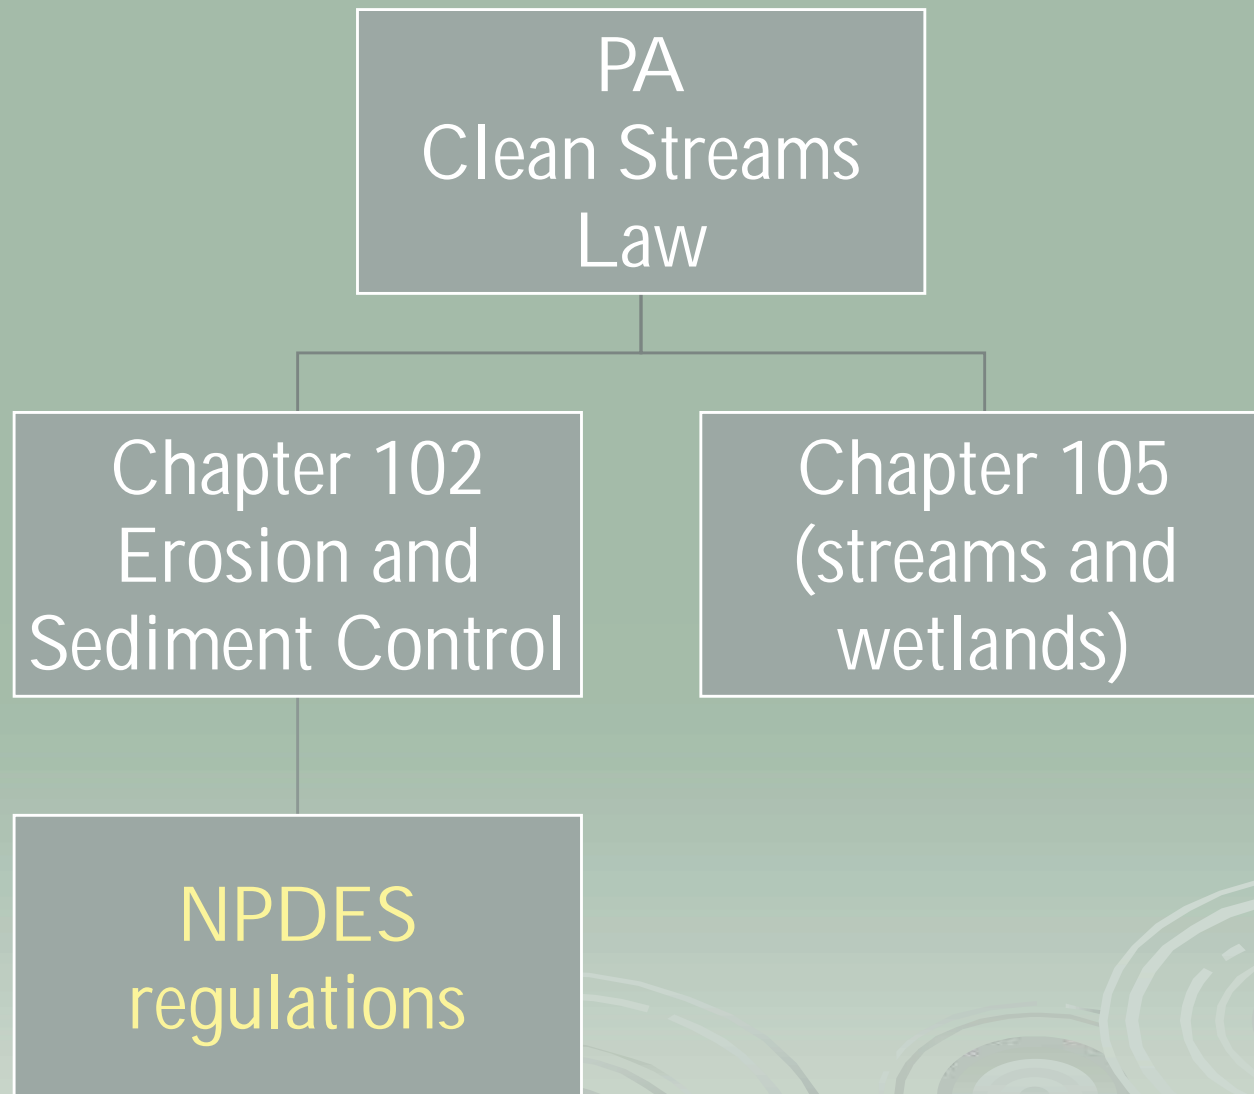 PA
Clean Streams
Law
Chapter 102
Erosion and
Sediment Control
Chapter 105
(streams and
wetlands)
NPDES
regulations